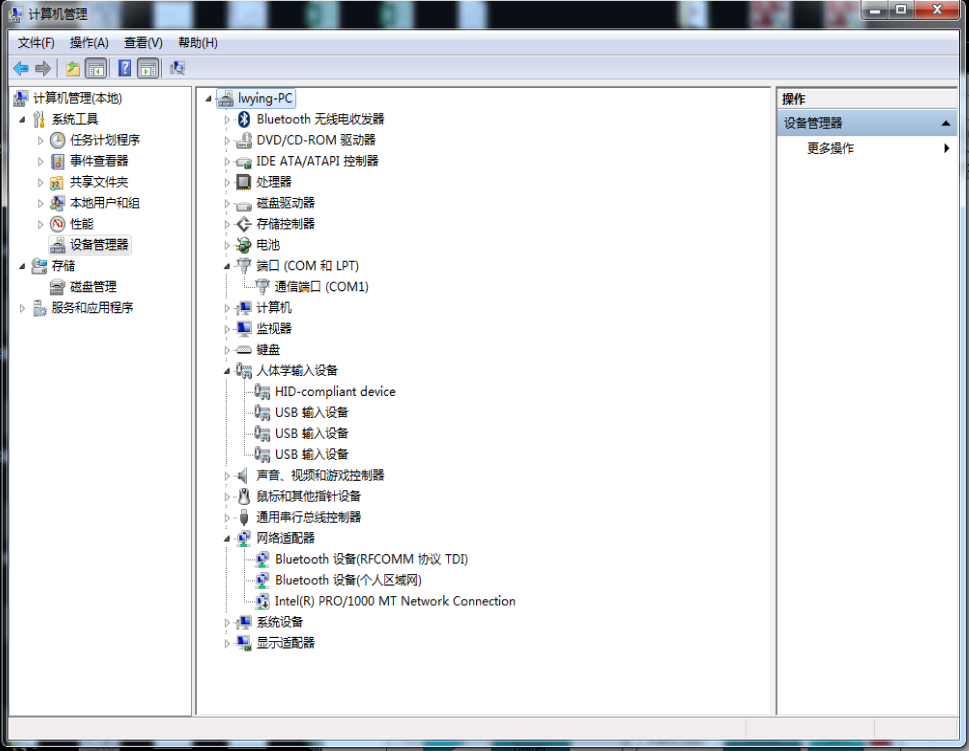 计算机管理
文件(F) 操作(A) 查看(V) 帮助(H)
计算机管理(本地)
系统工具
任务计划程序
事件查看器
共享文件夹
本地用户和组
性能
设备管理器
存储
磁盘管理
服务和应用程序
lwying-PC
Bluetooth 无线电收发器
DVD/CD-ROM 驱动器
IDE ATA/ATAPI 控制器
处理器
磁盘驱动器
存储控制器
电池
端口 (COM 和 LPT)
通信端口 (COM1)
计算机
监视器
键盘
人体学输入设备
HID-compliant device
USB 输入设备
USB 输入设备
USB 输入设备
声音、视频和游戏控制器
鼠标和其他指针设备
通用串行总线控制器
网络适配器
Bluetooth 设备(RFCOMM 协议 TDI)
Bluetooth 设备(个人区域网)
Intel(R) PRO/1000 MT Network Connection
系统设备
显示适配器
操作
设备管理器
更多操作